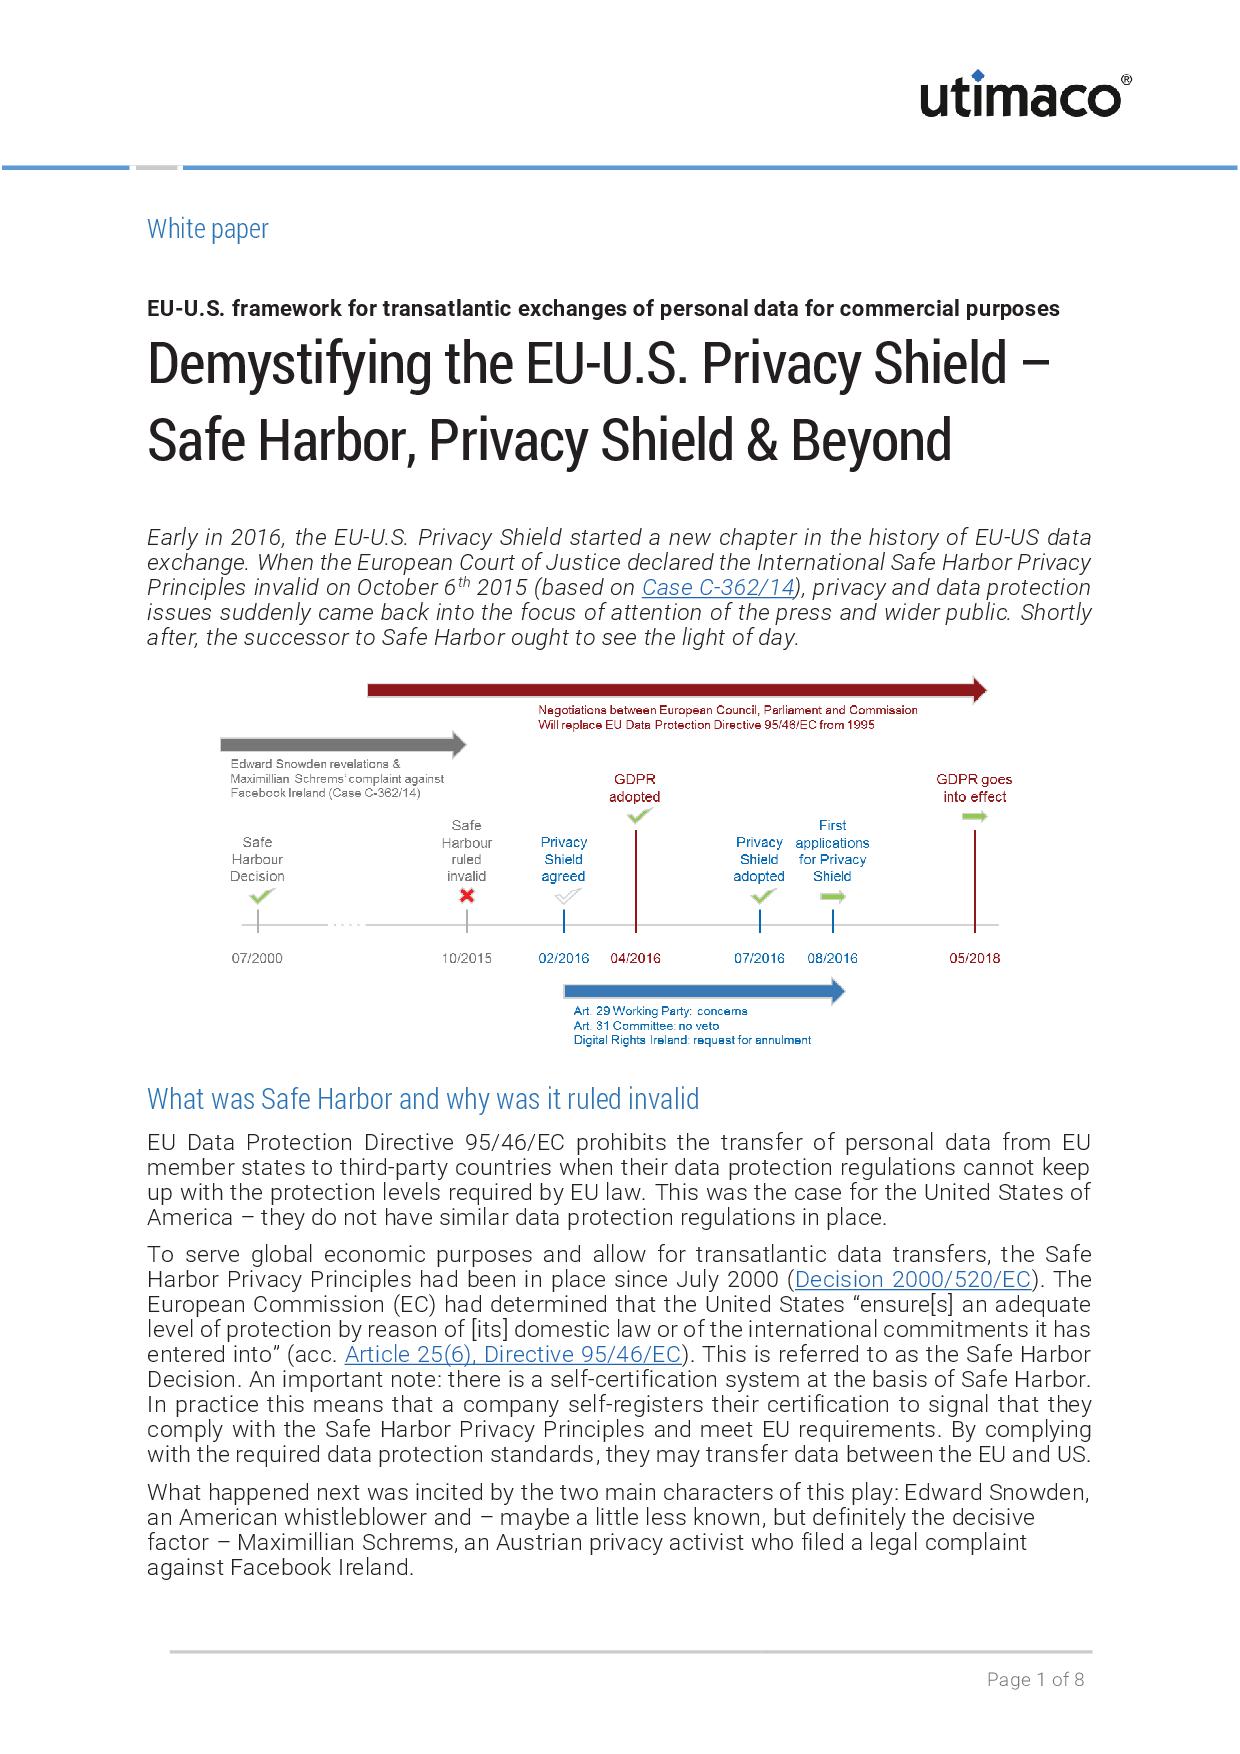 utimaco®
White paper
EU-U.S. framework for transatlantic exchanges of personal data for commercial purposes
Demystifying the EU-U.S. Privacy Shield –
Safe Harbor, Privacy Shield & Beyond
Early in 2016, the EU-U.S. Privacy Shield started a new chapter in the history of EU-US data
exchange. When the European Court of Justice declared the International Safe Harbor Privacy
Principles invalid on October 6th 2015 (based on Case C-362/14), privacy and data protection
issues suddenly came back into the focus of attention of the press and wider public. Shortly
after, the successor to Safe Harbor ought to see the light of day.
Negotiations between European Council, Parliament and Commission
Will replace EU Data Protection Directive 95/46/EC from 1995
Edward Snowden revelations &
Maximillian Schrems' complaint against
Facebook Ireland (Case C-362/14)
Safe
Harbour
Decision
Safe
Harbour
ruled
invalid
Privacy
Shield
agreed
GDPR
adopted
Privacy
Shield
adopted
First
applications
for Privacy
Shield
GDPR goes
into effect
07/2000
10/2015
02/2016
04/2016
07/2016
08/2016
05/2018
Art. 29 Working Party: concerns
Art. 31 Committee: no veto
Digital Rights Ireland: request for annulment
What was Safe Harbor and why was it ruled invalid
EU Data Protection Directive 95/46/EC prohibits the transfer of personal data from EU
member states to third-party countries when their data protection regulations cannot keep
up with the protection levels required by EU law. This was the case for the United States of
America – they do not have similar data protection regulations in place.
To serve global economic purposes and allow for transatlantic data transfers, the Safe
Harbor Privacy Principles had been in place since July 2000 (Decision 2000/520/EC). The
European Commission (EC) had determined that the United States “ensure[s] an adequate
level of protection by reason of [its] domestic law or of the international commitments it has
entered into” (acc. Article 25(6), Directive 95/46/EC). This is referred to as the Safe Harbor
Decision. An important note: there is a self-certification system at the basis of Safe Harbor.
In practice this means that a company self-registers their certification to signal that they
comply with the Safe Harbor Privacy Principles and meet EU requirements. By complying
with the required data protection standards, they may transfer data between the EU and US.
What happened next was incited by the two main characters of this play: Edward Snowden,
an American whistleblower and – maybe a little less known, but definitely the decisive
factor – Maximillian Schrems, an Austrian privacy activist who filed a legal complaint
against Facebook Ireland.
Page 1 of 8